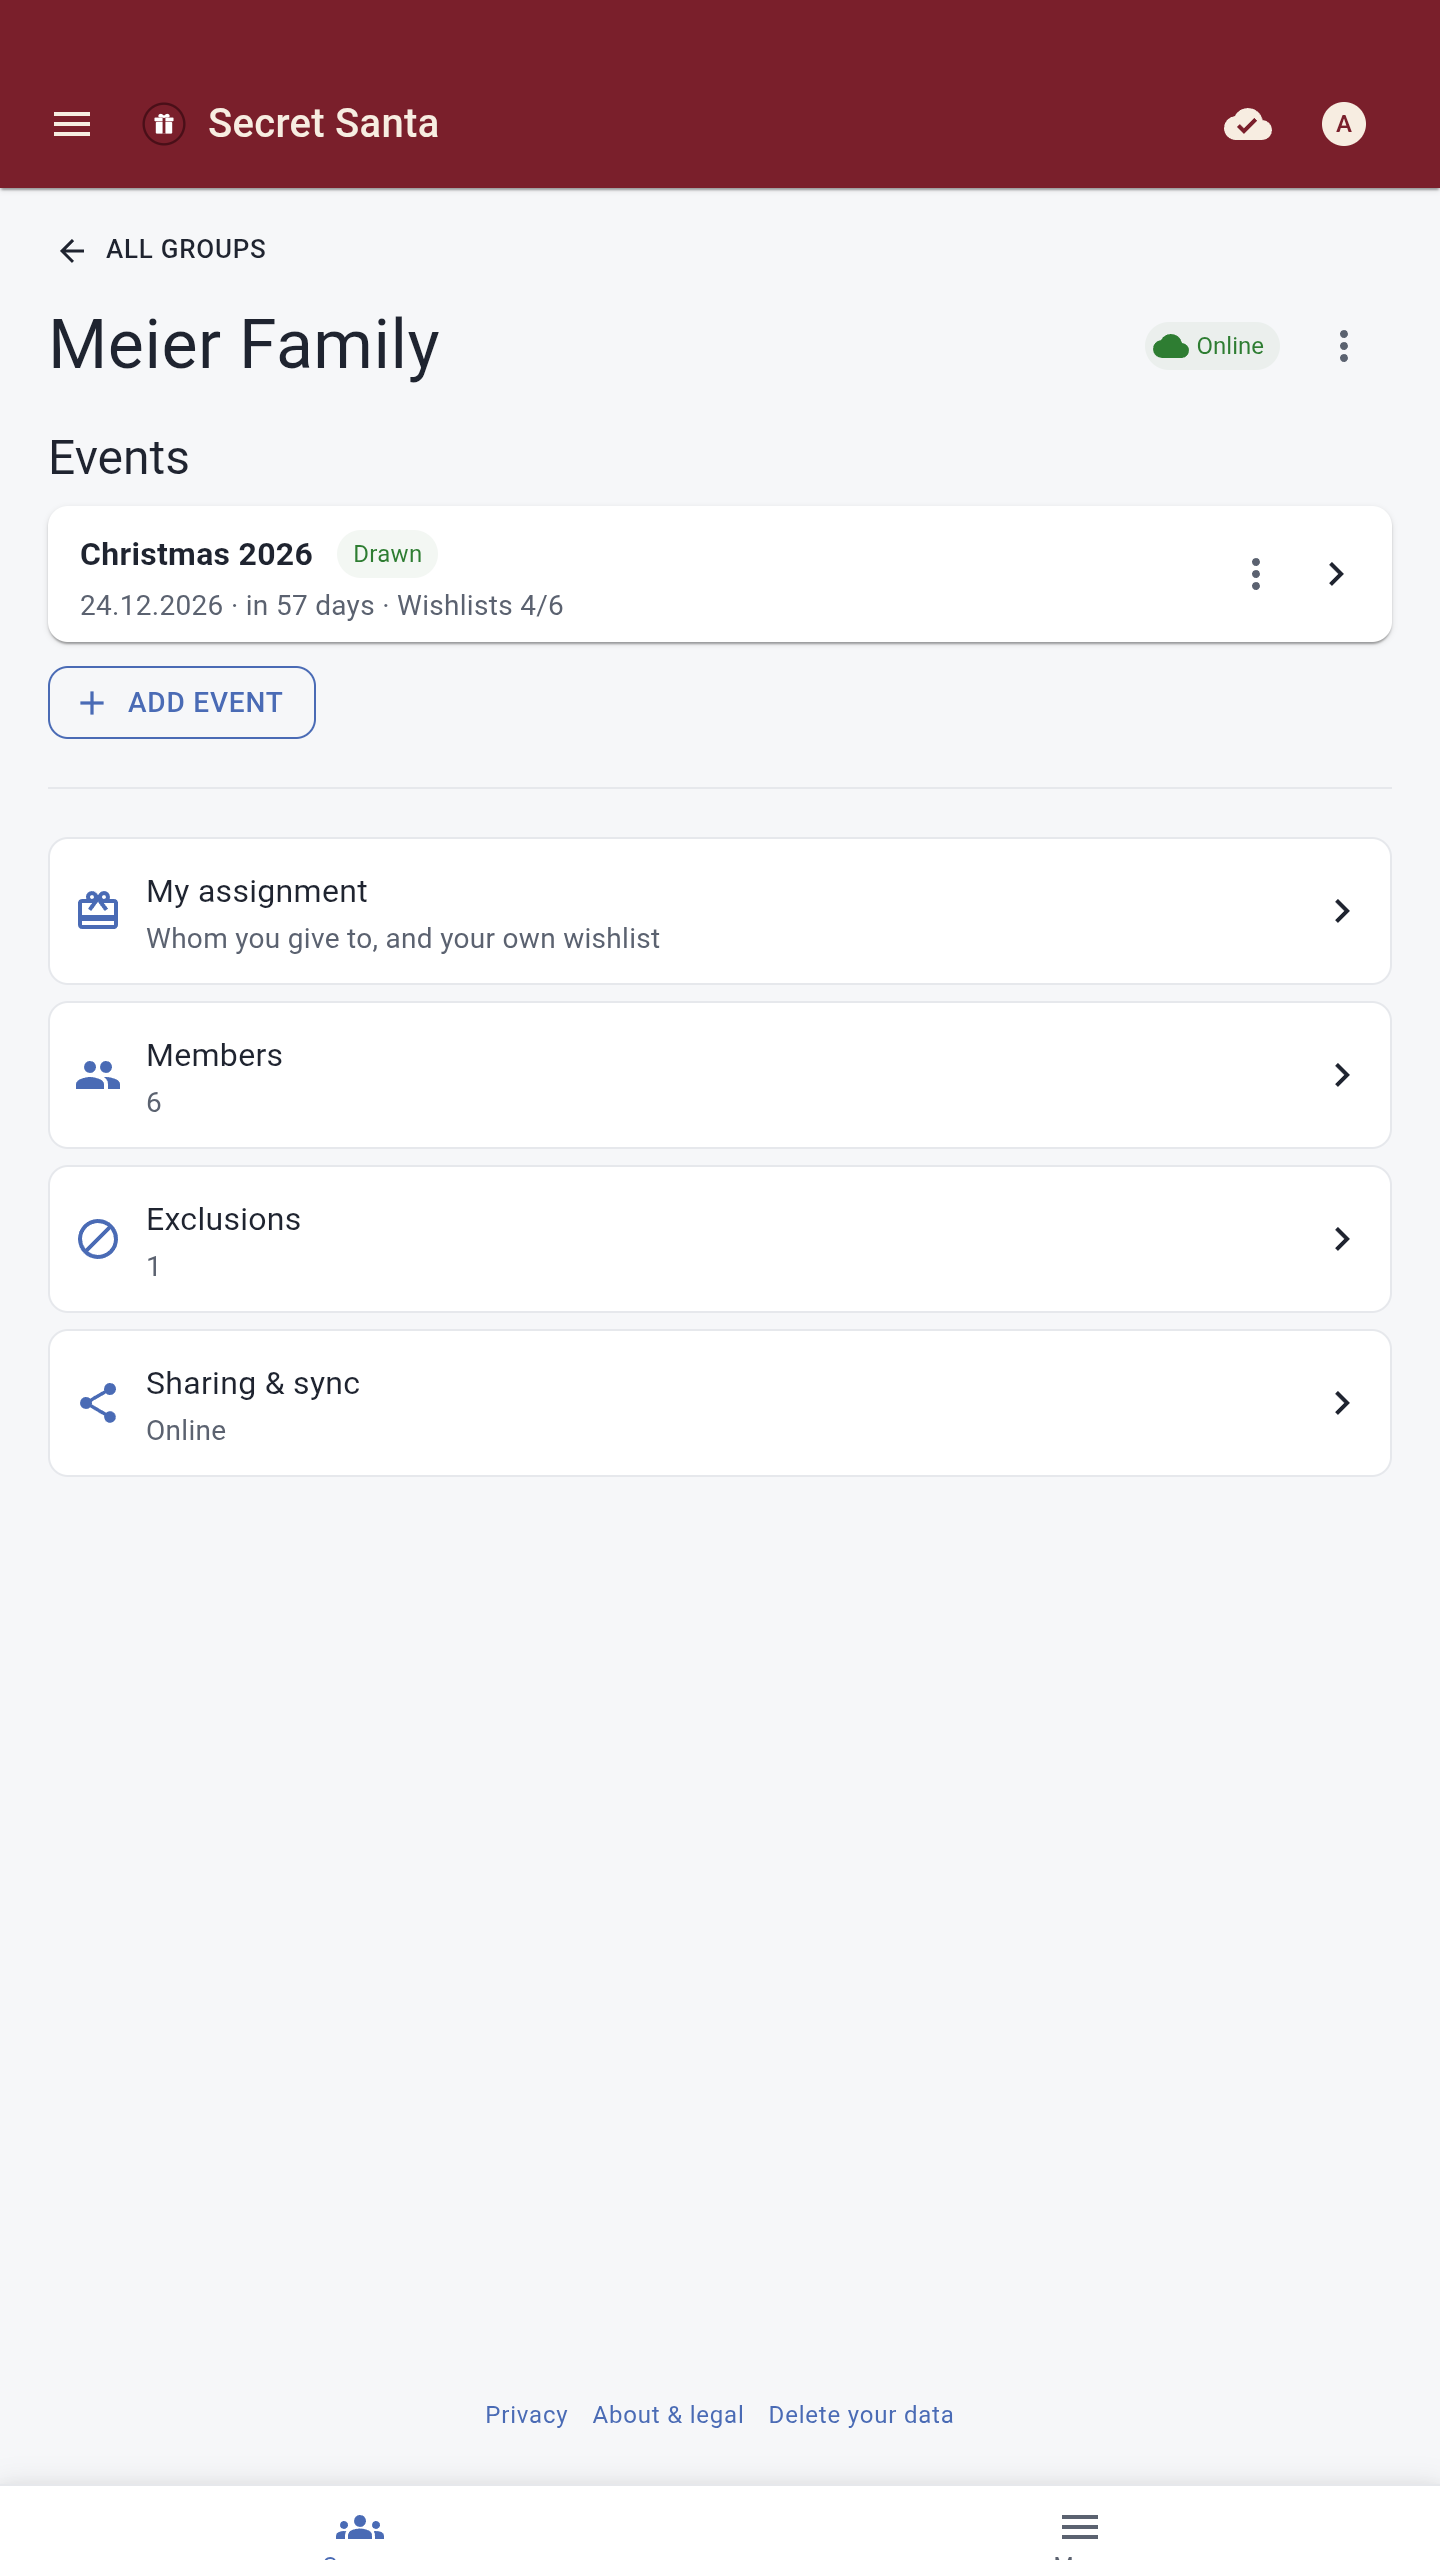 Secret Santa
A
ALL GROUPS
Meier Family
Online
Events
Christmas 2026 Drawn
24.12.2026 · in 57 days · Wishlists 4/6
ADD EVENT
My assignment
Whom you give to, and your own wishlist
Members
6
Exclusions
1
Sharing & sync
Online
Privacy About & legal Delete your data